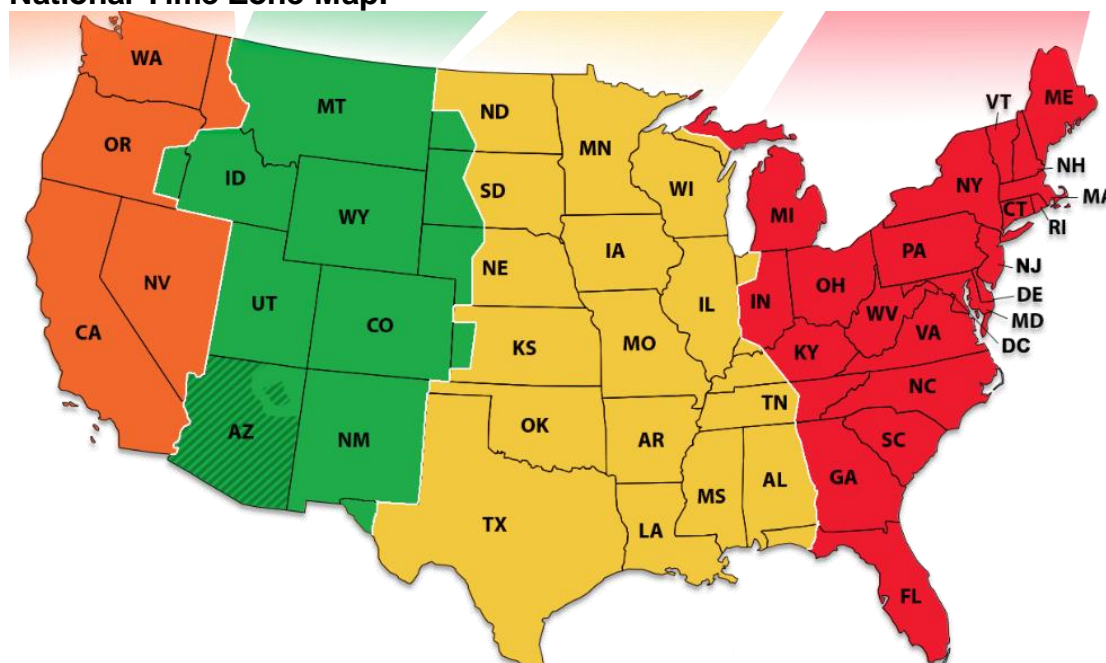 National Time Zone Map:
WA
MT
ND
VT
ME
OR
MN
ID
SD
WI
NH
NY
MA
WY
MI
CT
RI
PA
IA
NE
NJ
NV
UT
IN
OH
DE
IL
CO
WV
MD
CA
VA
KS
MO
DC
KY
NC
TN
OK
AZ
NM
AR
SC
GA
AL
MS
TX
LA
FL